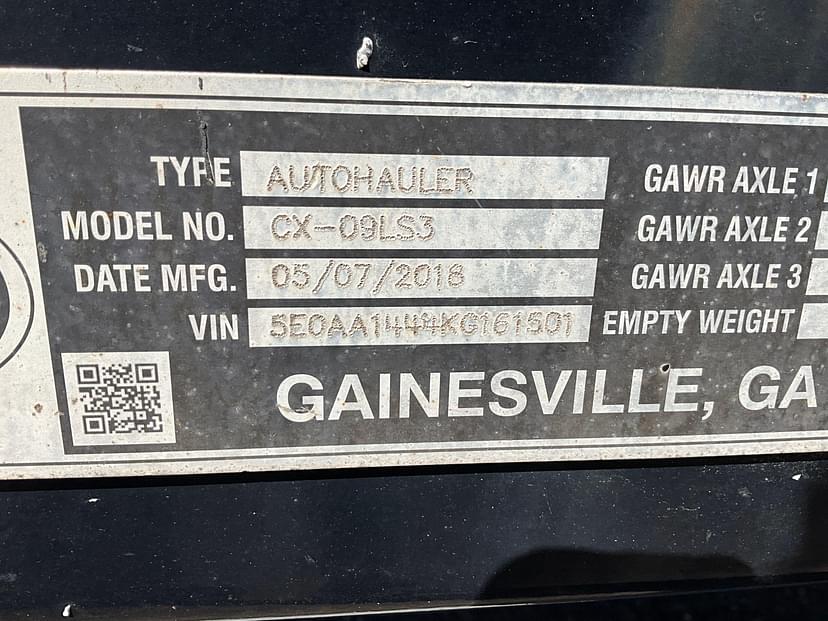 TYPE AUTOHAULER GAWR AXLE 1
MODEL NO. CX-09LS3 GAWR AXLE 2
DATE MFG. 05/07/2018 GAWR AXLE 3
VIN 5E0AA1444KG161501 EMPTY WEIGHT
GAINESVILLE, GA